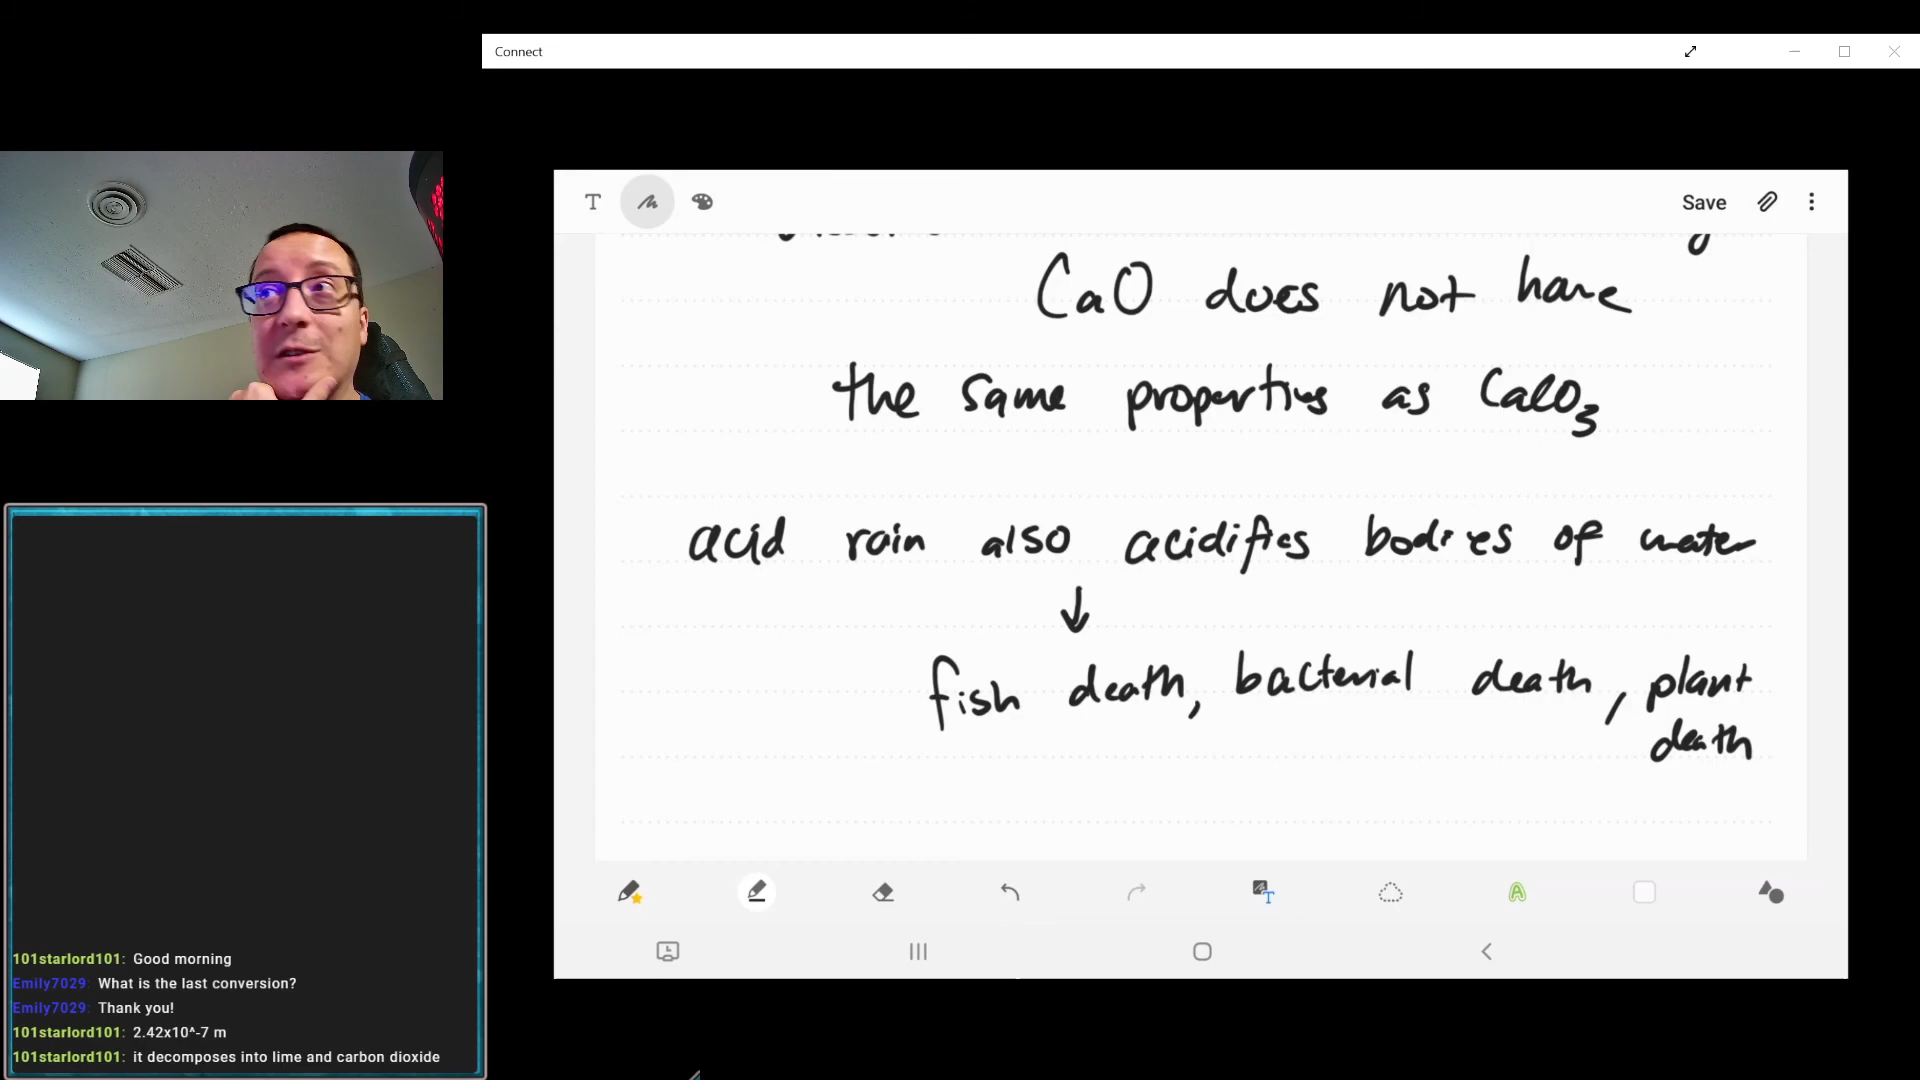 Connect
T
Save
CaO does not have
the same properties as CaCO3
acid rain also acidifies bodies of water
↓
fish death, bacterial death, plant
death
101starlord101: Good morning
Emily7029: What is the last conversion?
Emily7029: Thank you!
101starlord101: 2.42x10^-7 m
101starlord101: it decomposes into lime and carbon dioxide